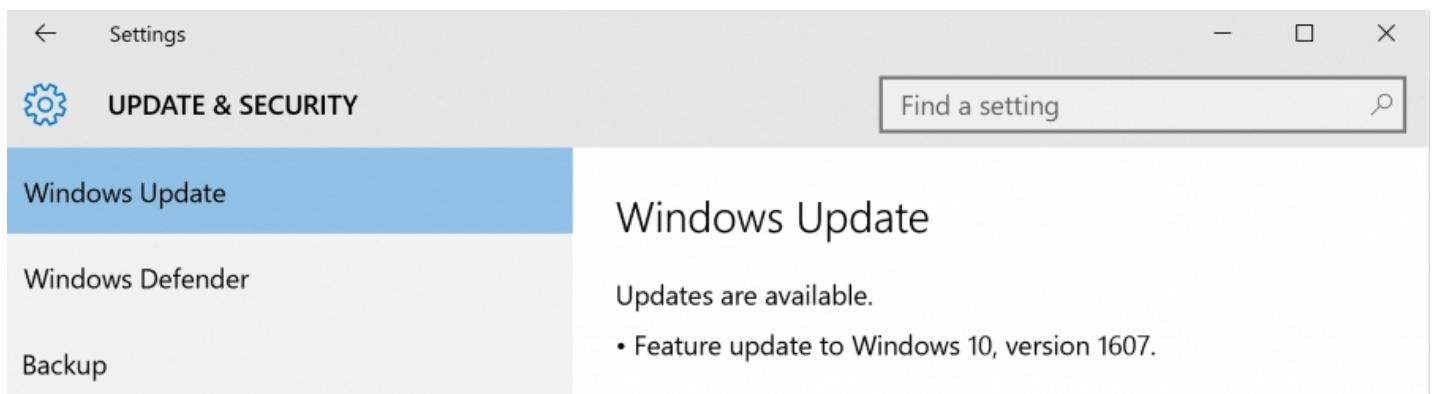 Settings
UPDATE & SECURITY
Find a setting
Windows Update
Windows Defender
Backup
Windows Update
Updates are available.
• Feature update to Windows 10, version 1607.